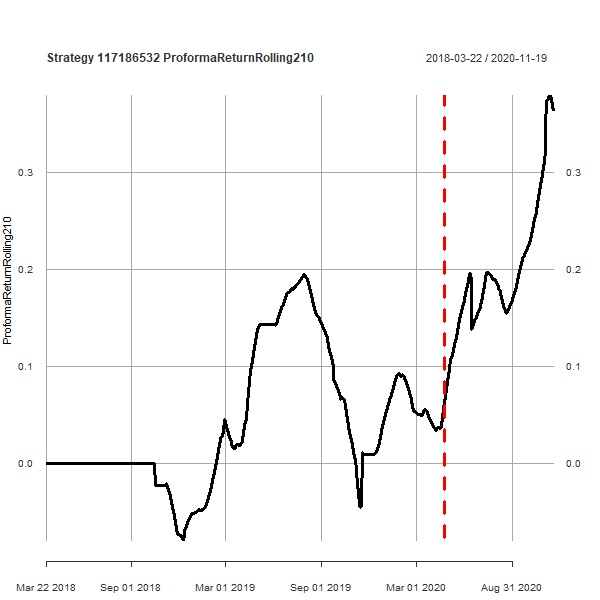 Strategy 117186532 ProformaReturnRolling210
2018-03-22 / 2020-11-19
ProformaReturnRolling210
0.3
0.3
0.2
0.2
0.1
0.1
0.0
0.0
Mar 22 2018
Sep 01 2018
Mar 01 2019
Sep 01 2019
Mar 01 2020
Aug 31 2020